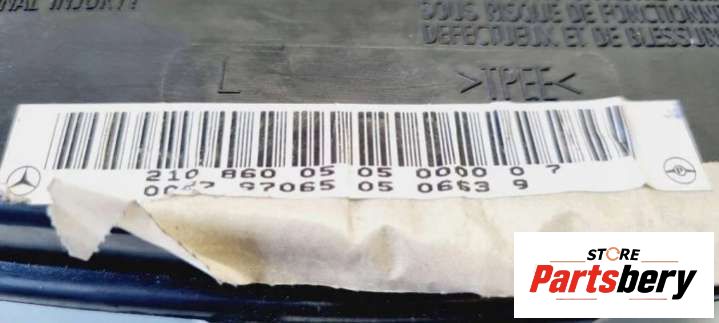 NAL INJURY!
SOUS RISQUE DE FONCTIONN
DEFECTUEUX ET DE BLESSUR
L
>TPEE<
210 860 05 05 0000 0 7
97065 05 0663 9
STORE
Partsbery